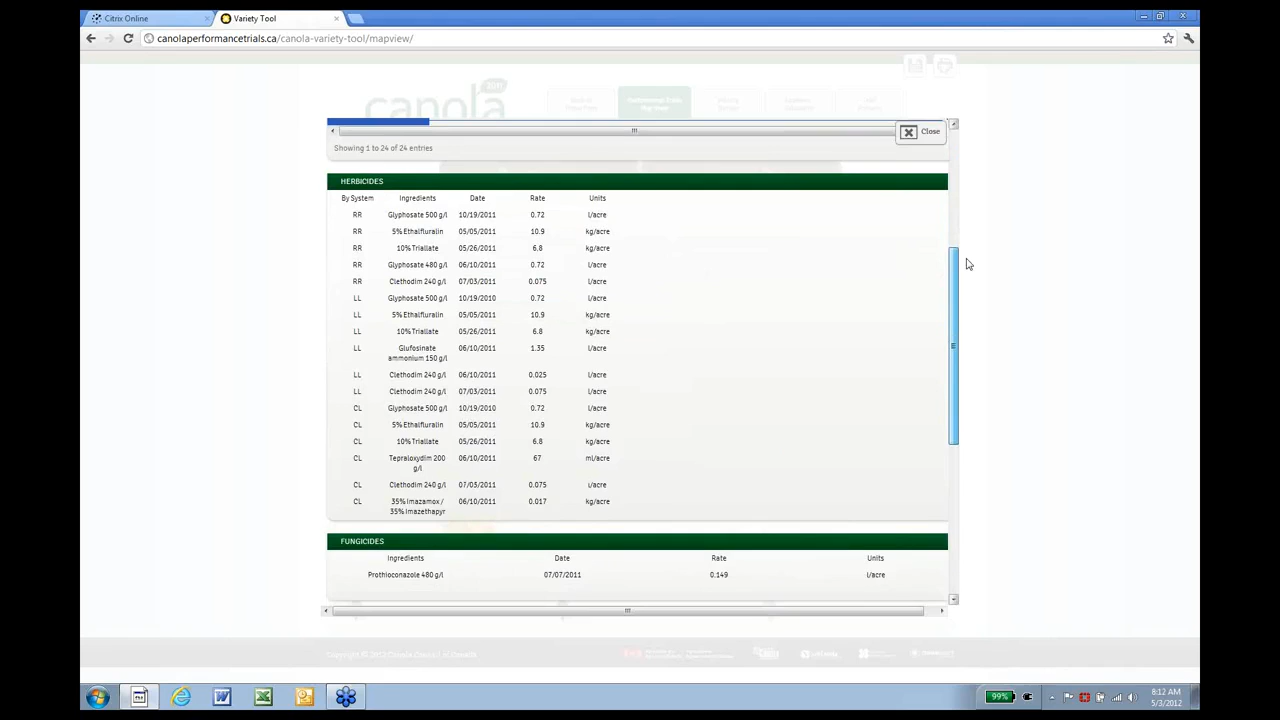 Citrix Online
Variety Tool
canolaperformancetrials.ca/canola-variety-tool/mapview/
2011
canola
Close
Showing 1 to 24 of 24 entries
HERBICIDES
By System Ingredients Date Rate Units
RR Glyphosate 500 g/l 10/19/2011 0.72 l/acre
RR 5% Ethalfluralin 05/05/2011 10.9 kg/acre
RR 10% Triallate 05/26/2011 6.8 kg/acre
RR Glyphosate 480 g/l 06/10/2011 0.72 l/acre
RR Clethodim 240 g/l 07/03/2011 0.075 l/acre
LL Glyphosate 500 g/l 10/19/2010 0.72 l/acre
LL 5% Ethalfluralin 05/05/2011 10.9 kg/acre
LL 10% Triallate 05/26/2011 6.8 kg/acre
LL Glufosinate 06/10/2011 1.35 l/acre
ammonium 150 g/l
LL Clethodim 240 g/l 06/10/2011 0.025 l/acre
LL Clethodim 240 g/l 07/03/2011 0.075 l/acre
CL Glyphosate 500 g/l 10/19/2010 0.72 l/acre
CL 5% Ethalfluralin 05/05/2011 10.9 kg/acre
CL 10% Triallate 05/26/2011 6.8 kg/acre
CL Tepraloxydim 200 06/10/2011 67 ml/acre
g/l
CL Clethodim 240 g/l 07/03/2011 0.075 l/acre
CL 35% Imazamox / 06/10/2011 0.017 kg/acre
35% Imazethapyr
FUNGICIDES
Ingredients Date Rate Units
Prothioconazole 480 g/l 07/07/2011 0.149 l/acre
99%
8:12 AM
5/3/2012